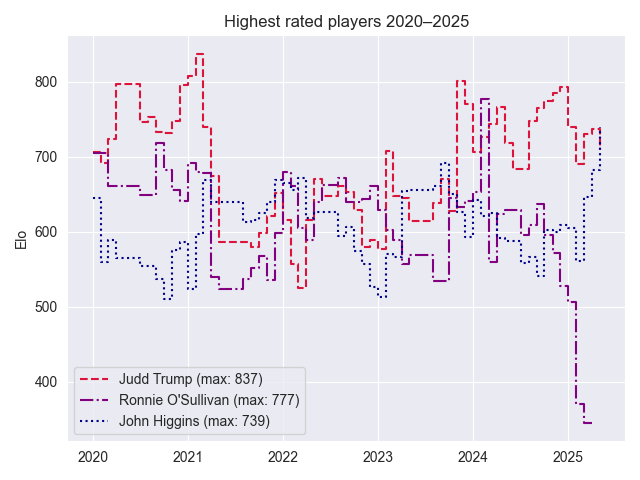 Highest rated players 2020–2025
Elo
800
700
600
500
400
Judd Trump (max: 837)
Ronnie O'Sullivan (max: 777)
John Higgins (max: 739)
2020 2021 2022 2023 2024 2025